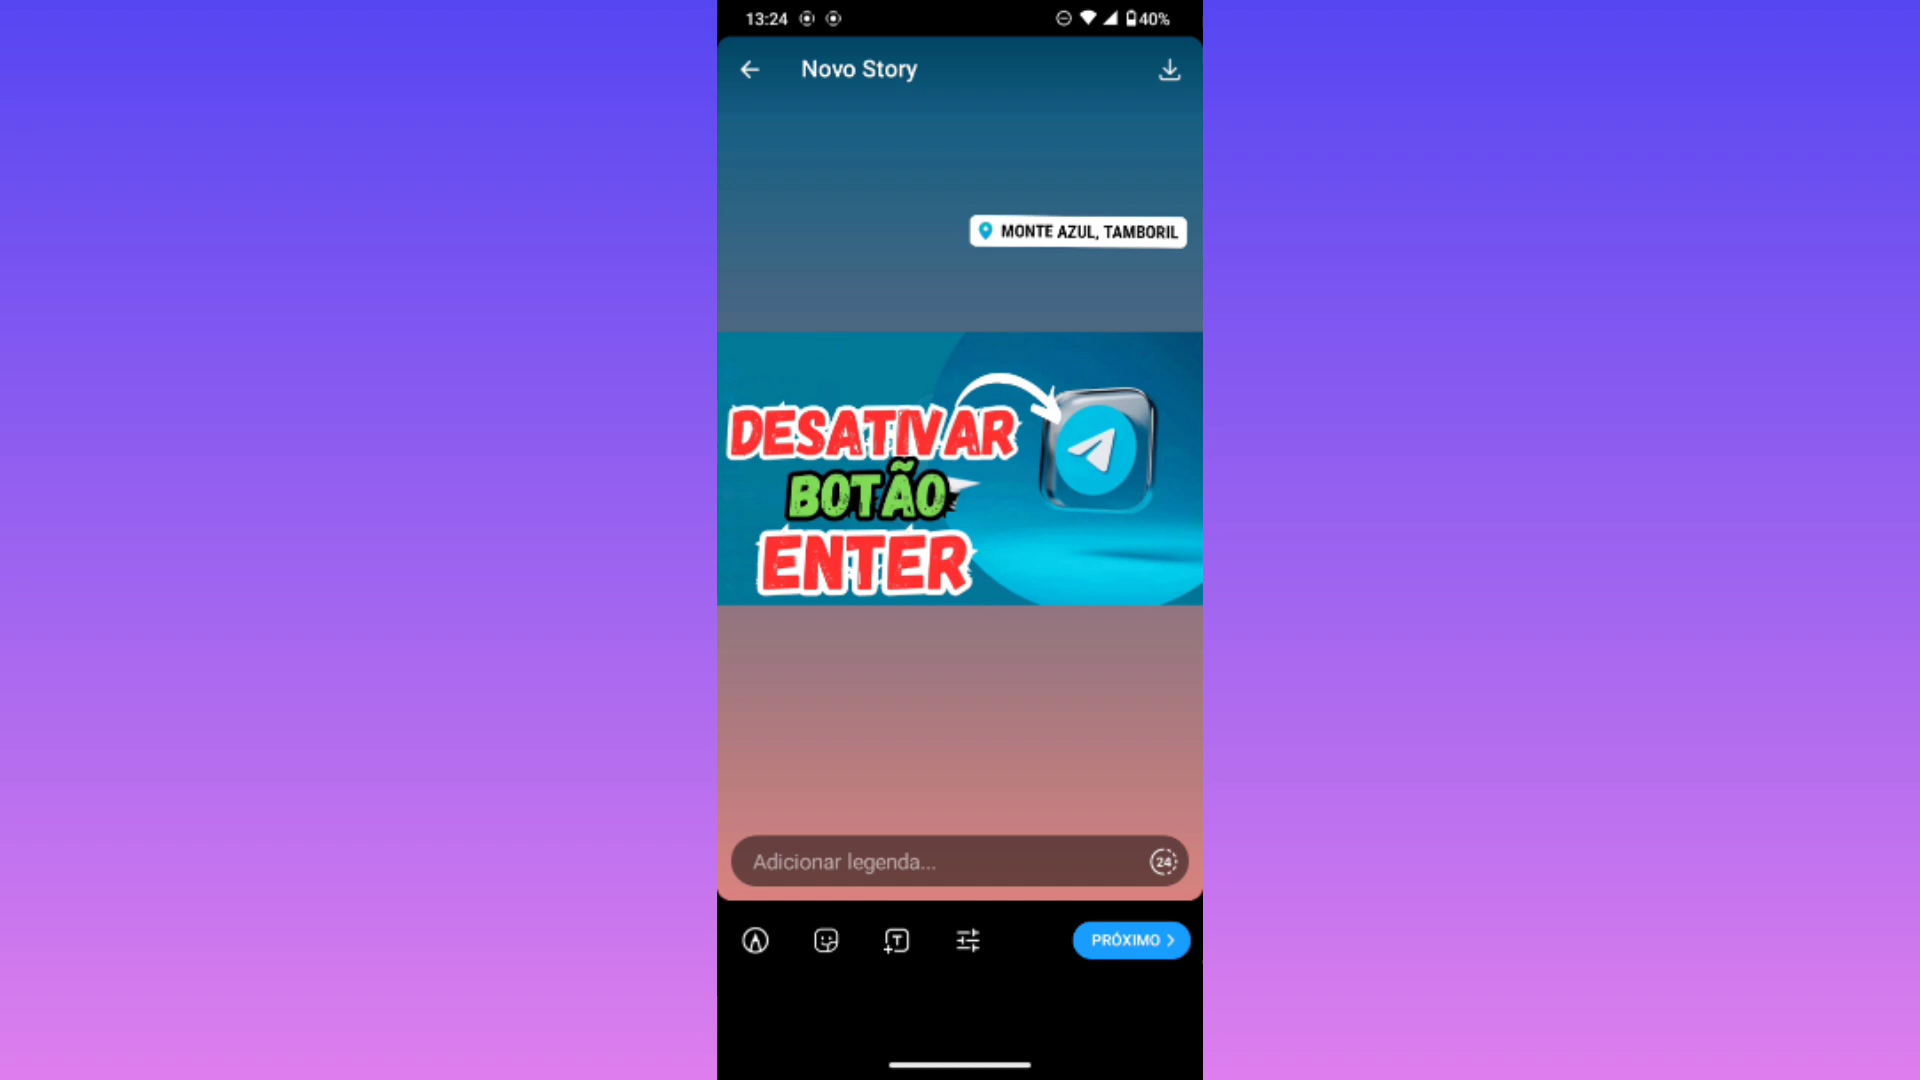 13:24
40%
Novo Story
MONTE AZUL, TAMBORIL
DESATIVAR
BOTÃO
ENTER
Adicionar legenda...
24
T
PRÓXIMO